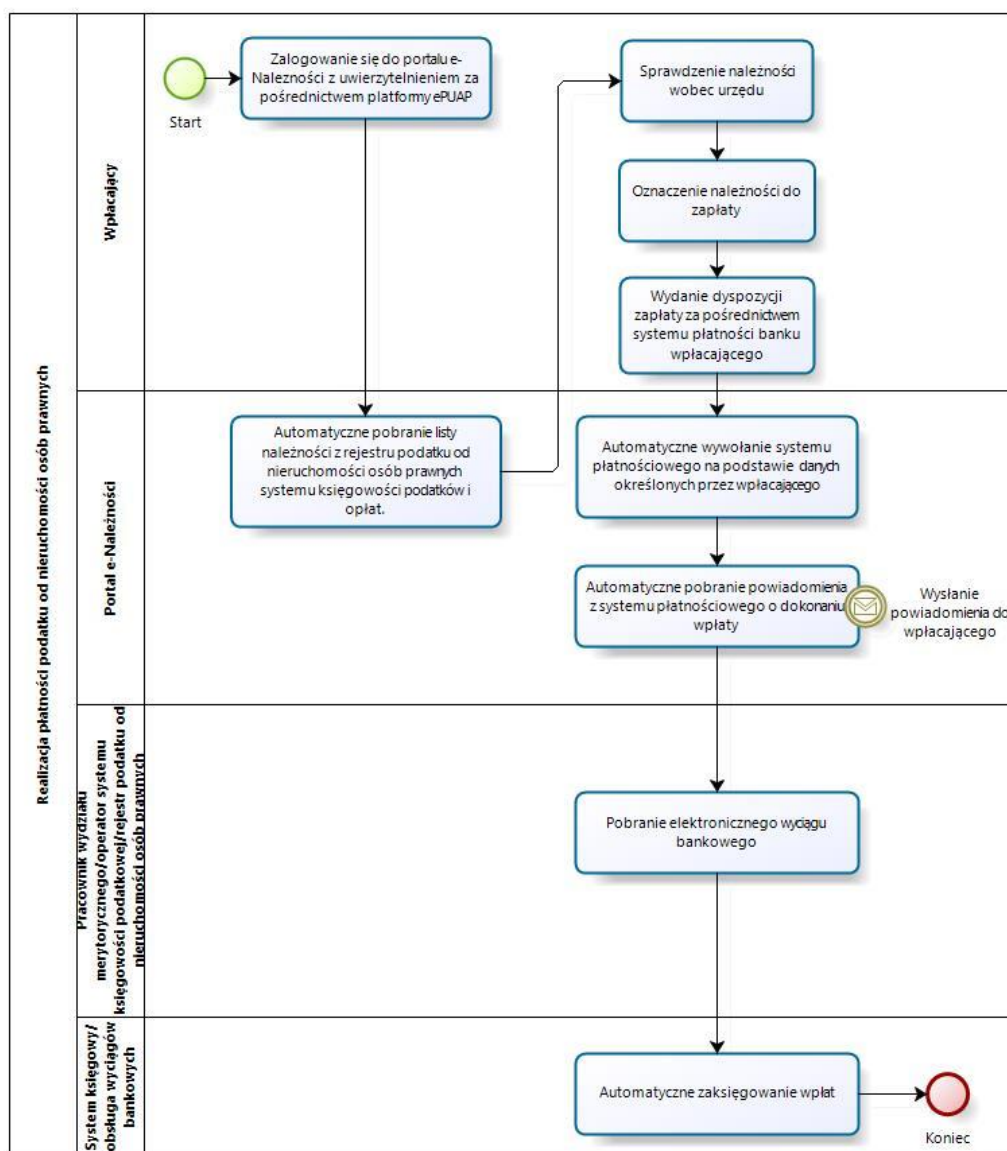 Realizacja płatności podatku od nieruchomości osób prawnych
Wpłacający
Start
Zalogowanie się do portalu e-
Nalezności z uwierzytelnieniem za
pośrednictwem platformy ePUAP
Sprawdzenie należności
wobec urzędu
Oznaczenie należności do
zapłaty
Wydanie dyspozycji
zapłaty za pośrednictwem
systemu płatności banku
wpłacającego
Portal e-Należności
Automatyczne pobranie listy
należności z rejestru podatku od
nieruchomości osób prawnych
systemu księgowości podatków i
opłat.
Automatyczne wywołanie systemu
płatnościowego na podstawie danych
określonych przez wpłacającego
Automatyczne pobranie powiadomienia
z systemu płatnościowego o dokonaniu
wpłaty
Wysłanie
powiadomienia do
wpłacającego
Pracownik wydziału
merytorycznego/operator systemu
księgowości podatkowej/rejestr podatku od
nieruchomości osób prawnych
Pobranie elektronicznego wyciągu
bankowego
System księgowy/
obsługa wyciągów
bankowych
Automatyczne zaksięgowanie wpłat
Koniec